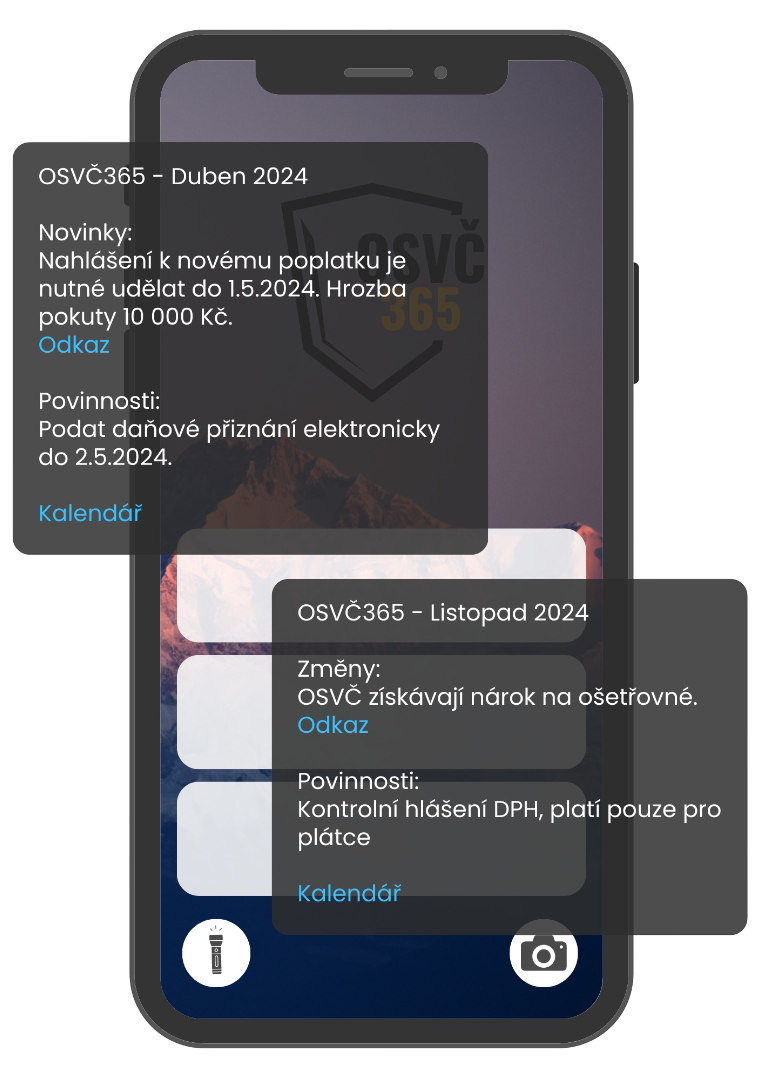 OSVČ365 - Duben 2024
Novinky:
Nahlášení k novému poplatku je
nutné udělat do 1.5.2024. Hrozba
pokuty 10 000 Kč.
Odkaz
Povinnosti:
Podat daňové přiznání elektronicky
do 2.5.2024.
Kalendář
OSVČ
365
OSVČ365 - Listopad 2024
Změny:
OSVČ získávají nárok na ošetřovné.
Odkaz
Povinnosti:
Kontrolní hlášení DPH, platí pouze pro
plátce
Kalendář